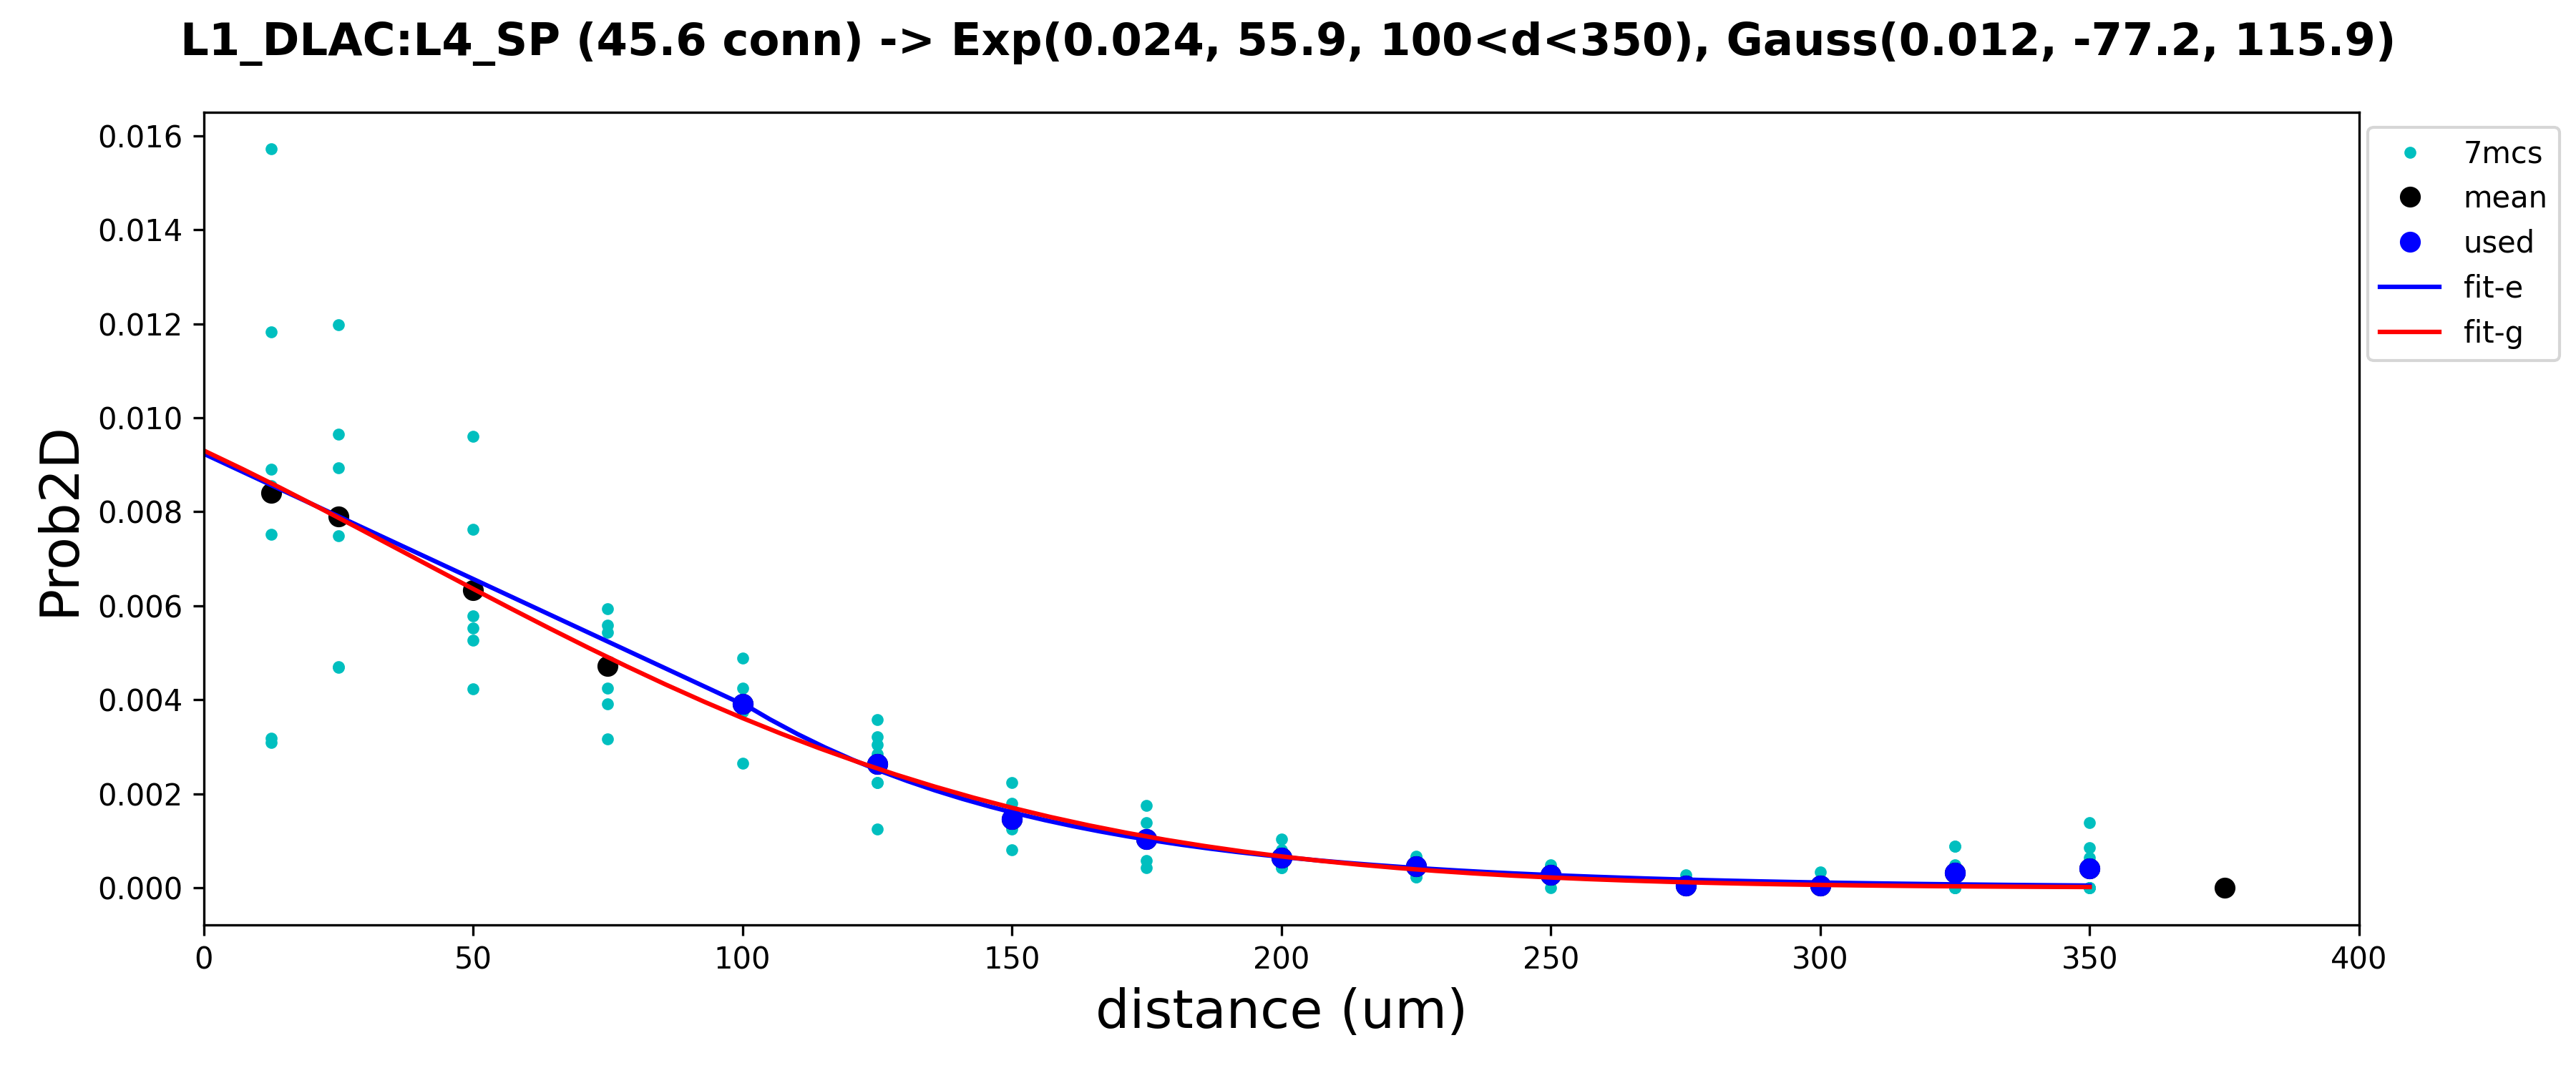 L1_DLAC:L4_SP (45.6 conn) -> Exp(0.024, 55.9, 100<d<350), Gauss(0.012, -77.2, 115.9)
0.016
0.014
0.012
0.010
0.008
0.006
0.004
0.002
0.000
Prob2D
0 50 100 150 200 250 300 350 400
distance (um)
7mcs
mean
used
fit-e
fit-g